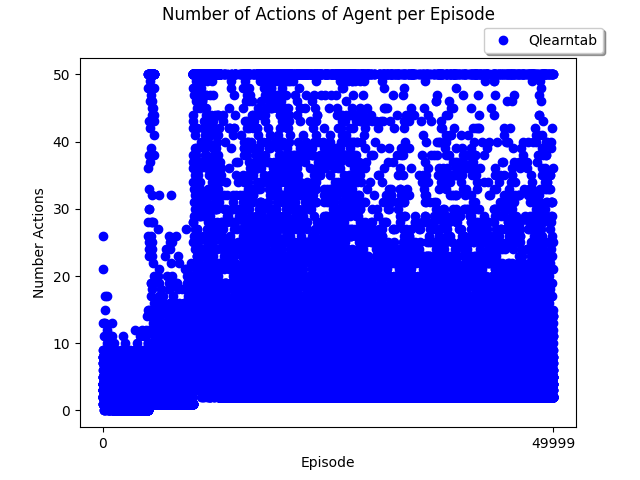 Number of Actions of Agent per Episode
Qlearntab
50
40
30
20
10
0
Number Actions
0 49999
Episode